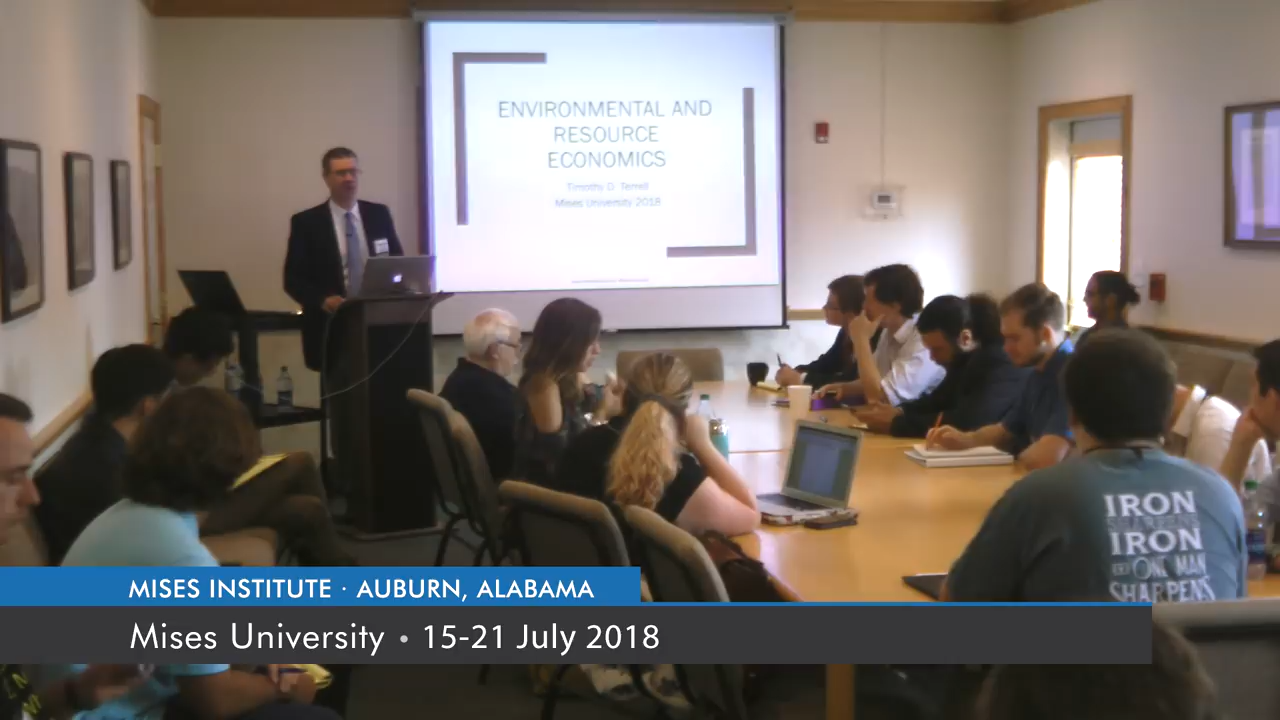 ENVIRONMENTAL AND
RESOURCE
ECONOMICS
Timothy D. Terrell
Mises University 2018
IRON
SHARPENS
IRON
ONE MAN
SHARPENS
MISES INSTITUTE · AUBURN, ALABAMA
Mises University • 15-21 July 2018